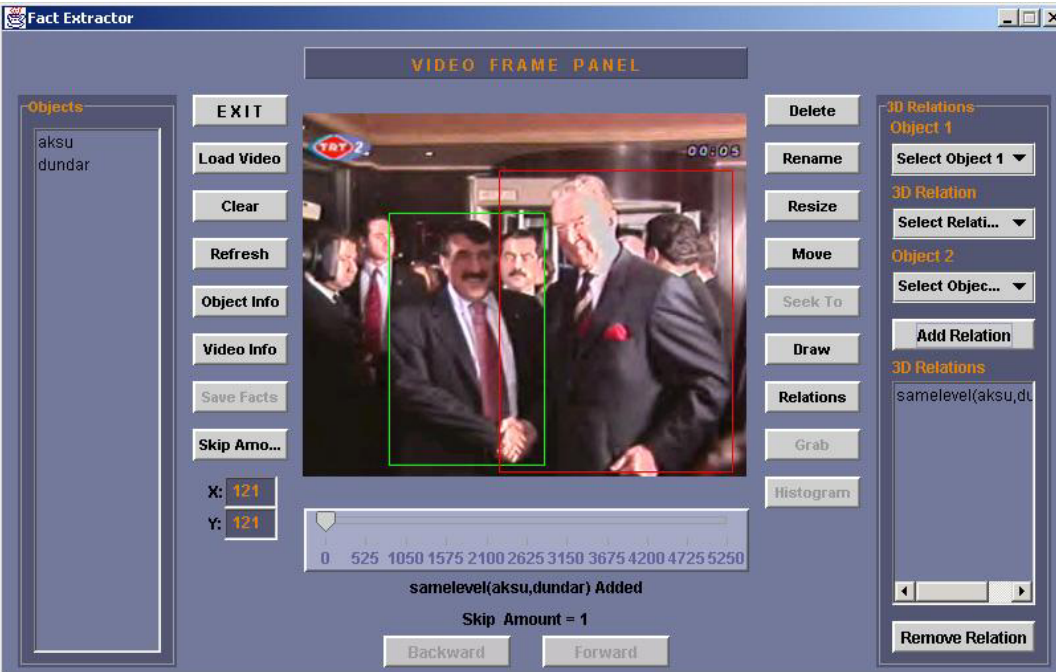 Fact Extractor
VIDEO FRAME PANEL
Objects
aksu
dundar
EXIT
Load Video
Clear
Refresh
Object Info
Video Info
Save Facts
Skip Amo...
X: 121
Y: 121
TRT 2
00:05
Delete
Rename
Resize
Move
Seek To
Draw
Relations
Grab
Histogram
3D Relations
Object 1
Select Object 1
3D Relation
Select Relati...
Object 2
Select Objec...
Add Relation
3D Relations
samelevel(aksu,du
Remove Relation
0 525 1050 1575 2100 2625 3150 3675 4200 4725 5250
samelevel(aksu,dundar) Added
Skip Amount = 1
Backward Forward